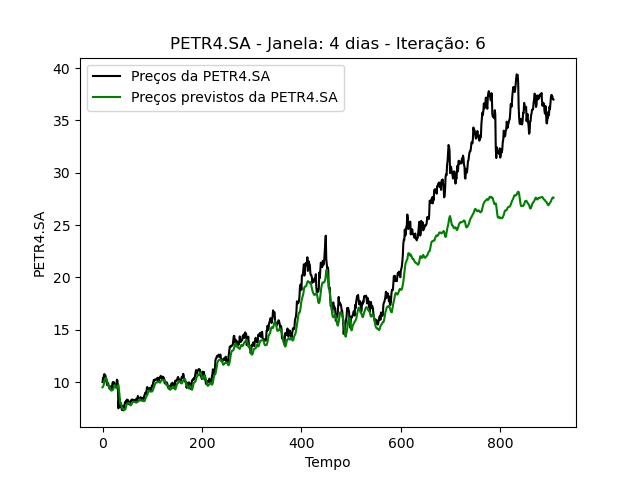 PETR4.SA - Janela: 4 dias - Iteração: 6
Preços da PETR4.SA
Preços previstos da PETR4.SA
PETR4.SA
40
35
30
25
20
15
10
0 200 400 600 800
Tempo